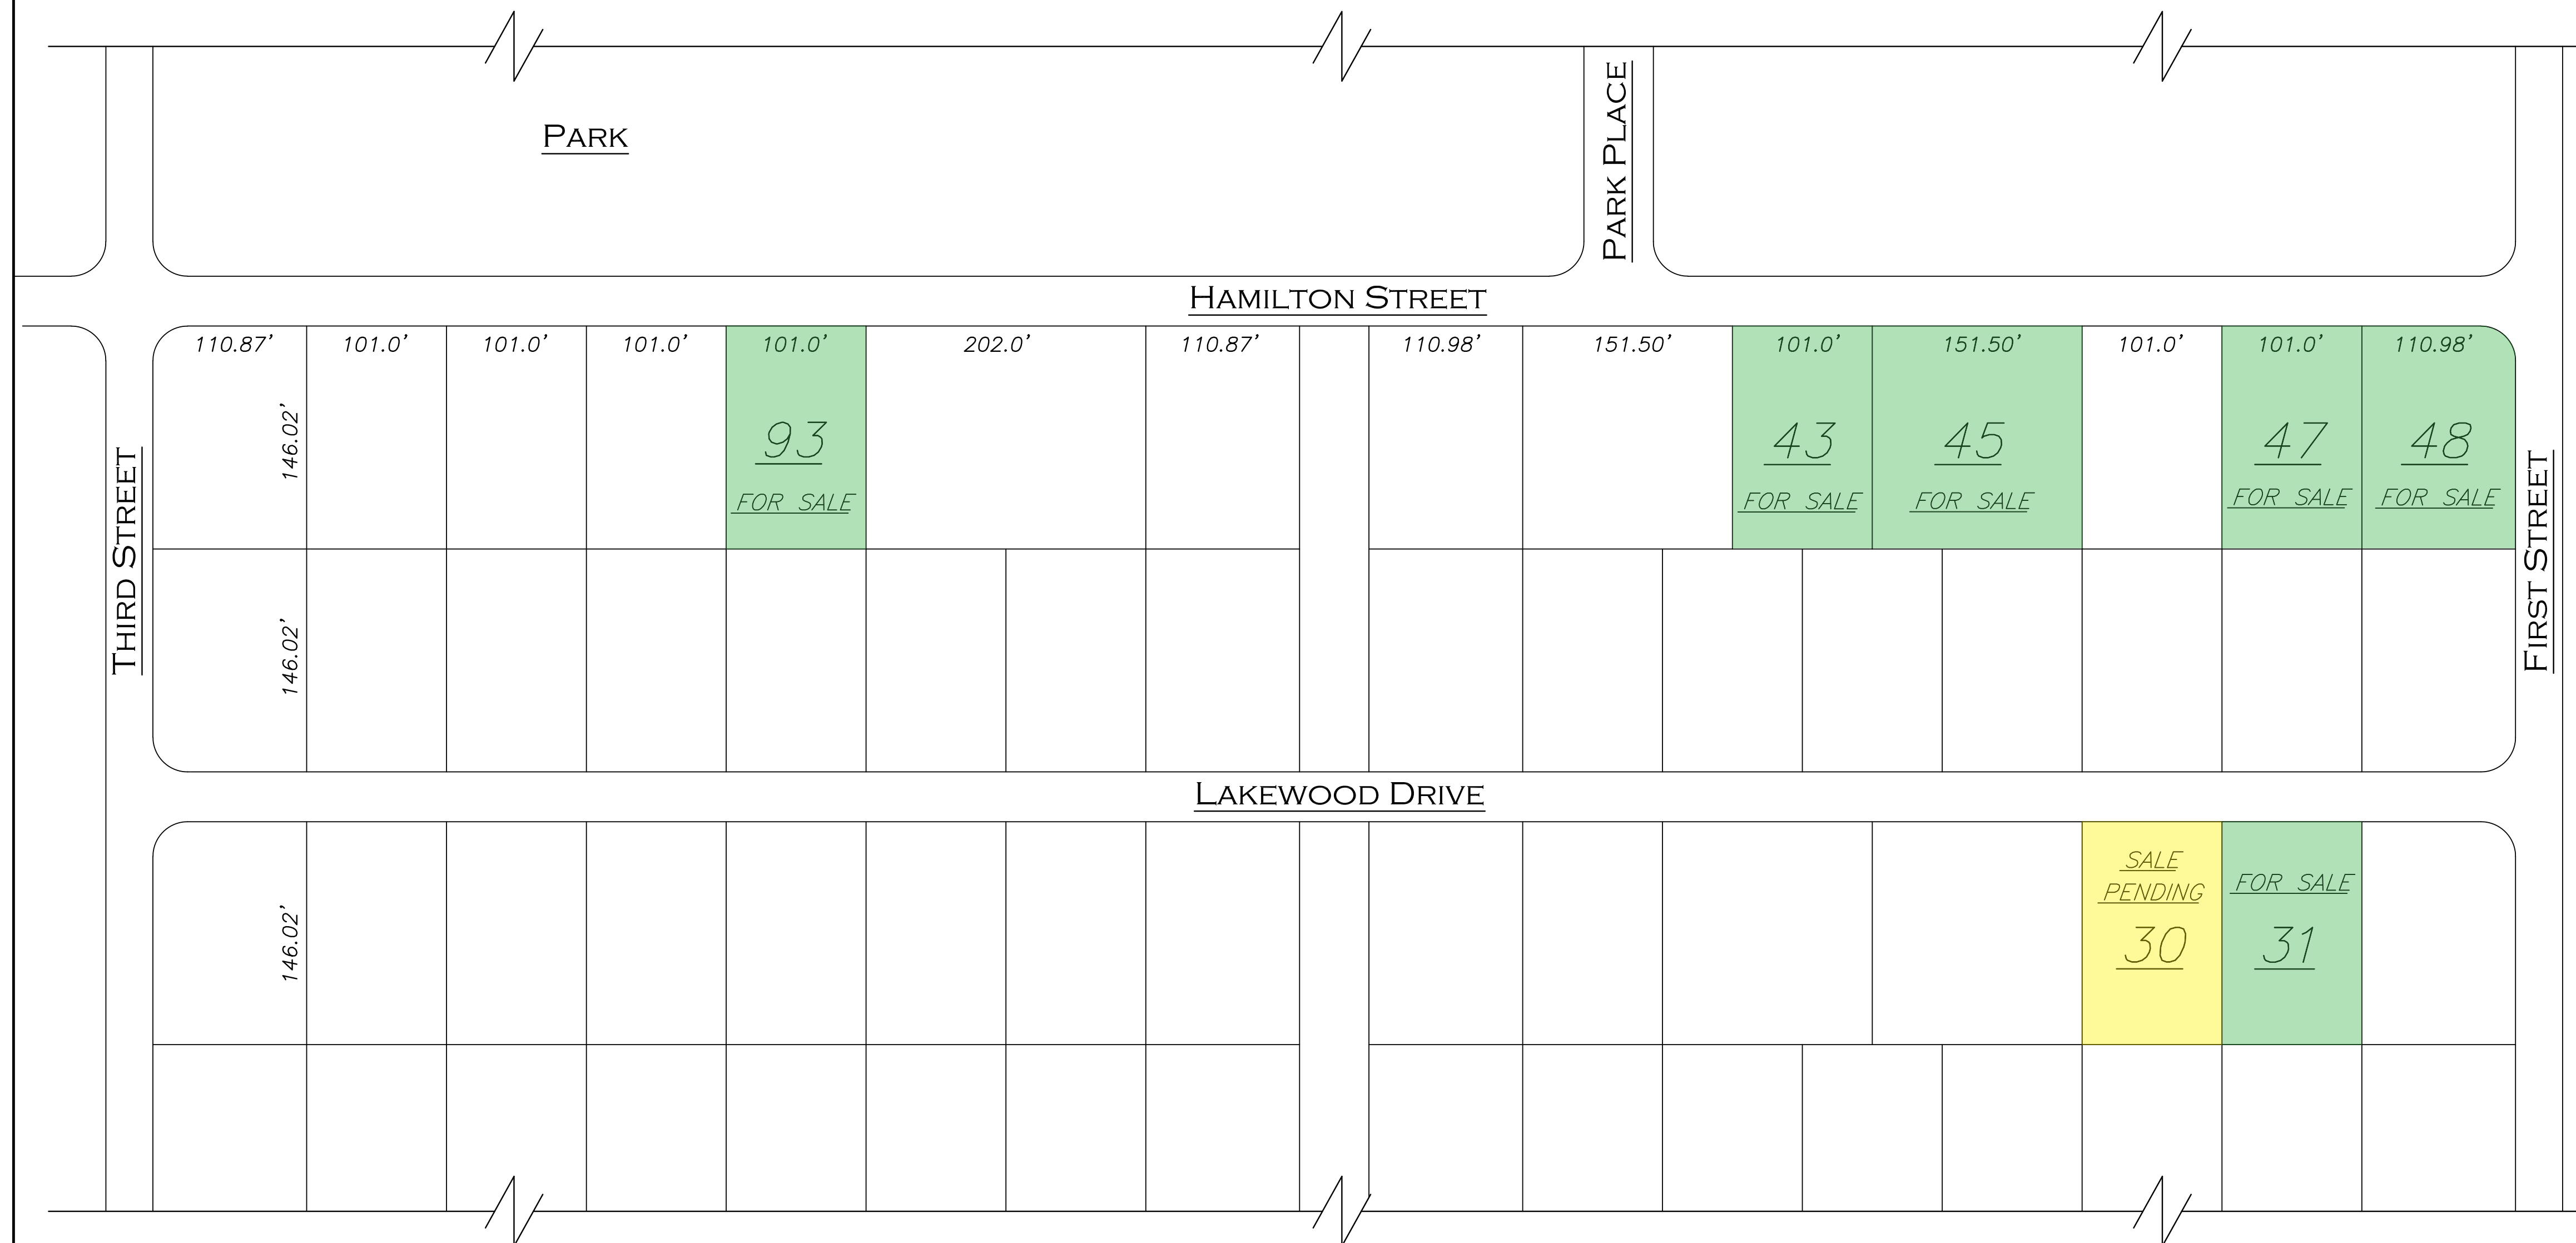 PARK
PARK PLACE
HAMILTON STREET
110.87'
101.0'
101.0'
101.0'
101.0'
202.0'
110.87'
110.98'
151.50'
101.0'
151.50'
101.0'
101.0'
110.98'
146.02'
93
FOR SALE
43
FOR SALE
45
FOR SALE
47
FOR SALE
48
FOR SALE
THIRD STREET
FIRST STREET
146.02'
LAKEWOOD DRIVE
146.02'
SALE
PENDING
30
FOR SALE
31